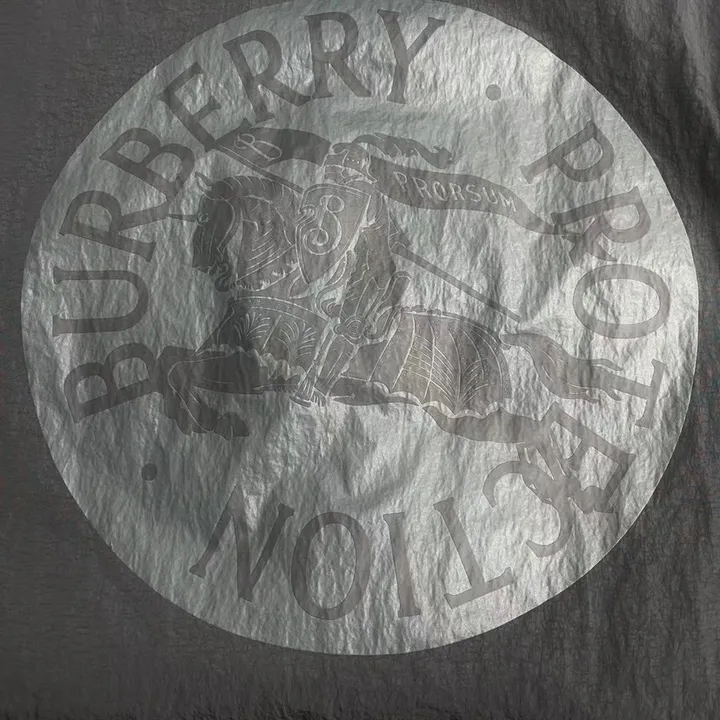 BURBERRY · PROTECTION ·
B
PRORSUM
B